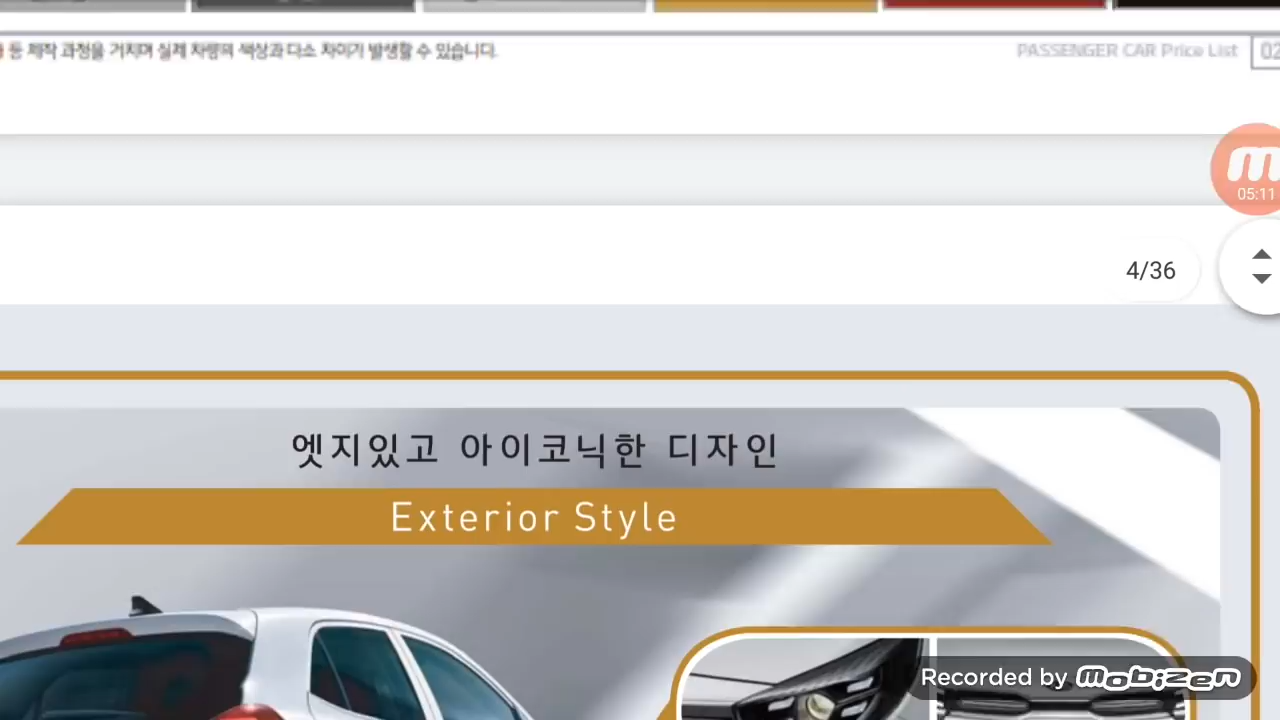 등 제작 과정을 거치며 실제 차량의 색상과 다소 차이가 발생할 수 있습니다.
PASSENGER CAR Price List 02
05:11
4/36
엣지있고 아이코닉한 디자인
Exterior Style
Recorded by mobizen